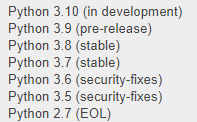 Python 3.10 (in development)
Python 3.9 (pre-release)
Python 3.8 (stable)
Python 3.7 (stable)
Python 3.6 (security-fixes)
Python 3.5 (security-fixes)
Python 2.7 (EOL)